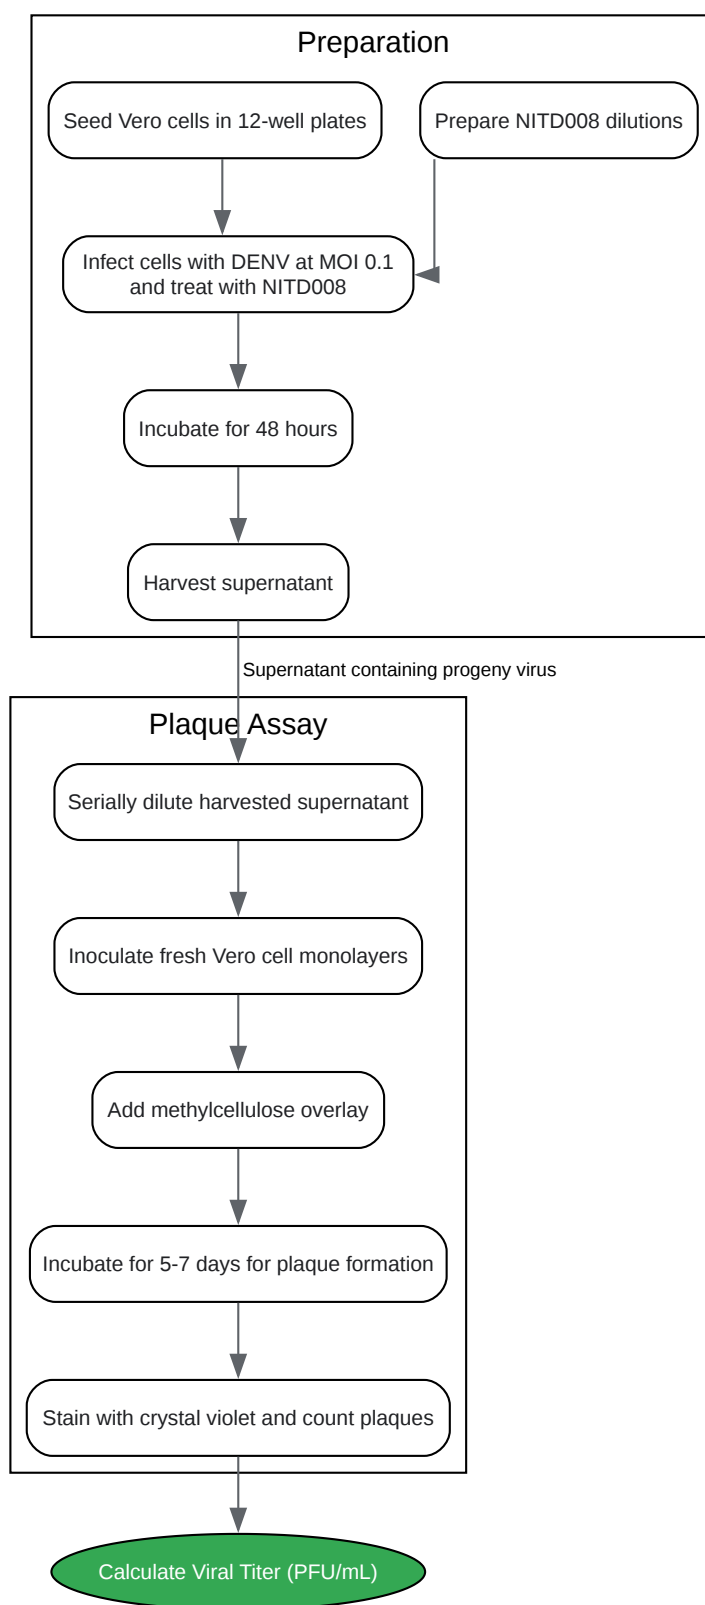 Preparation
Seed Vero cells in 12-well plates
Prepare NITD008 dilutions
Infect cells with DENV at MOI 0.1
and treat with NITD008
Incubate for 48 hours
Harvest supernatant
Supernatant containing progeny virus
Plaque Assay
Serially dilute harvested supernatant
Inoculate fresh Vero cell monolayers
Add methylcellulose overlay
Incubate for 5-7 days for plaque formation
Stain with crystal violet and count plaques
Calculate Viral Titer (PFU/mL)